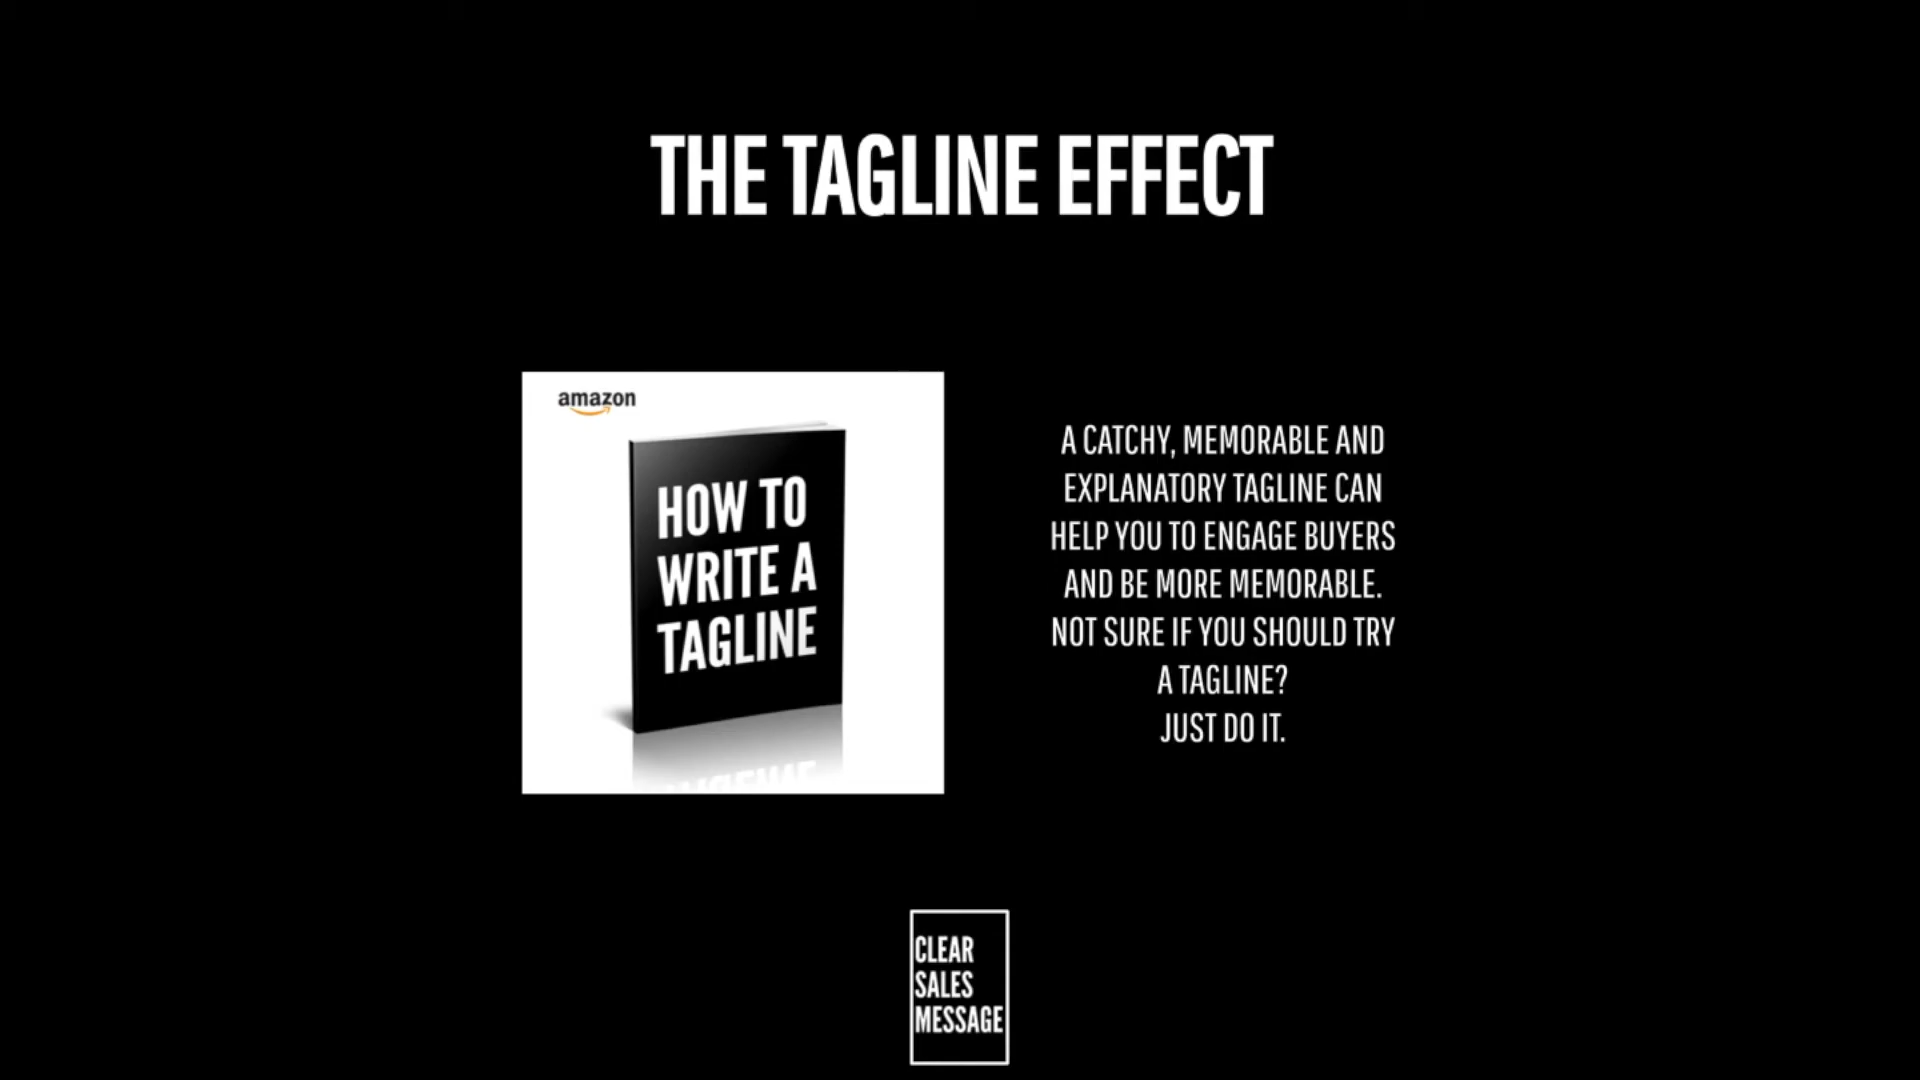 THE TAGLINE EFFECT
amazon
HOW TO
WRITE A
TAGLINE
A CATCHY, MEMORABLE AND
EXPLANATORY TAGLINE CAN
HELP YOU TO ENGAGE BUYERS
AND BE MORE MEMORABLE.
NOT SURE IF YOU SHOULD TRY
A TAGLINE?
JUST DO IT.
CLEAR
SALES
MESSAGE